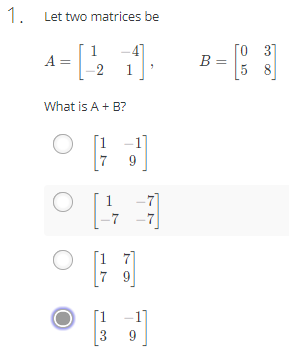 1. Let two matrices be
A = [ 1 -4 ; -2 1 ], B = [ 0 3 ; 5 8 ]
What is A + B?
[ 1 -1 ; 7 9 ]
[ 1 -7 ; -7 -7 ]
[ 1 7 ; 7 9 ]
[ 1 -1 ; 3 9 ]